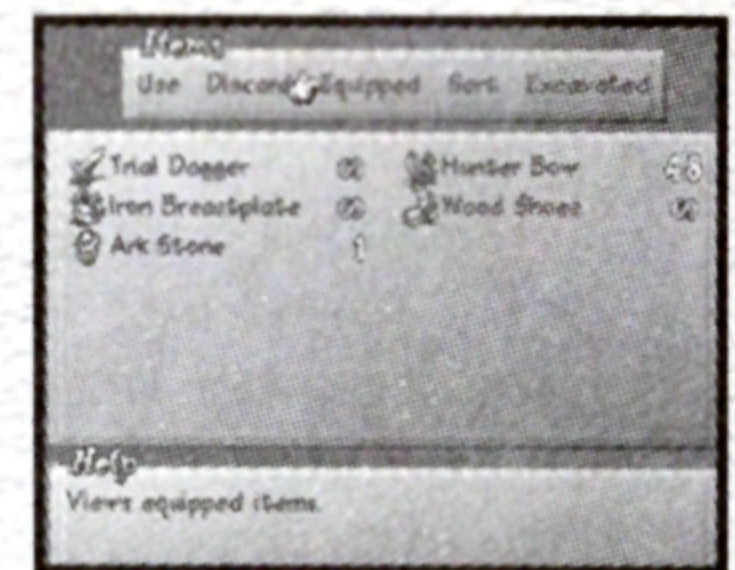 Items
Use Discard Equipped Sort Excavated
Trial Dagger Hunter Bow
Iron Breastplate Wood Shoes
Ark Stone 1
Help
Views equipped items.